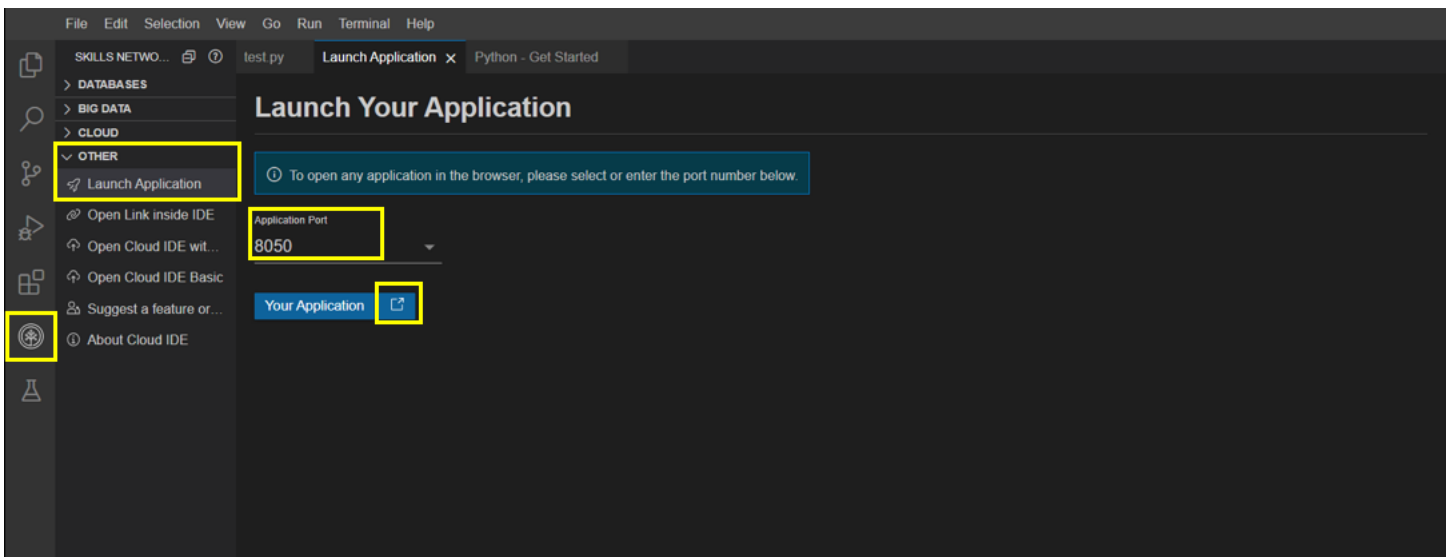 File Edit Selection View Go Run Terminal Help
SKILLS NETWO...
test.py Launch Application Python - Get Started
DATABASES
BIG DATA
CLOUD
OTHER
Launch Application
Open Link inside IDE
Open Cloud IDE wit...
Open Cloud IDE Basic
Suggest a feature or...
About Cloud IDE
Launch Your Application
To open any application in the browser, please select or enter the port number below.
Application Port
8050
Your Application